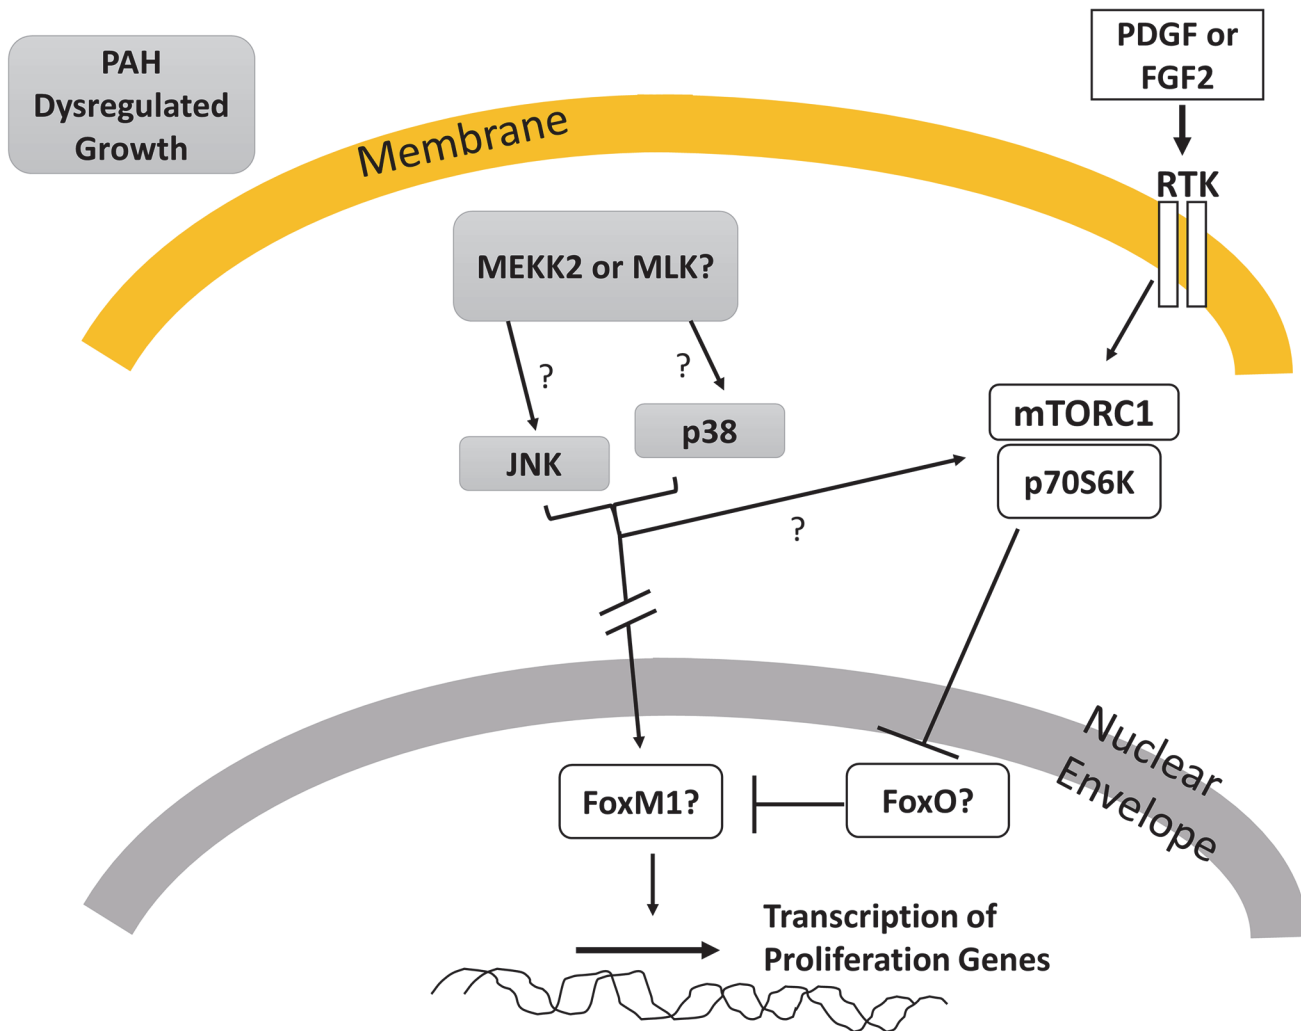 PAH
Dysregulated
Growth
PDGF or
FGF2
Membrane
RTK
MEKK2 or MLK?
?
?
mTORC1
p38
JNK
p70S6K
?
Nuclear
Envelope
FoxM1?
FoxO?
Transcription of
Proliferation Genes